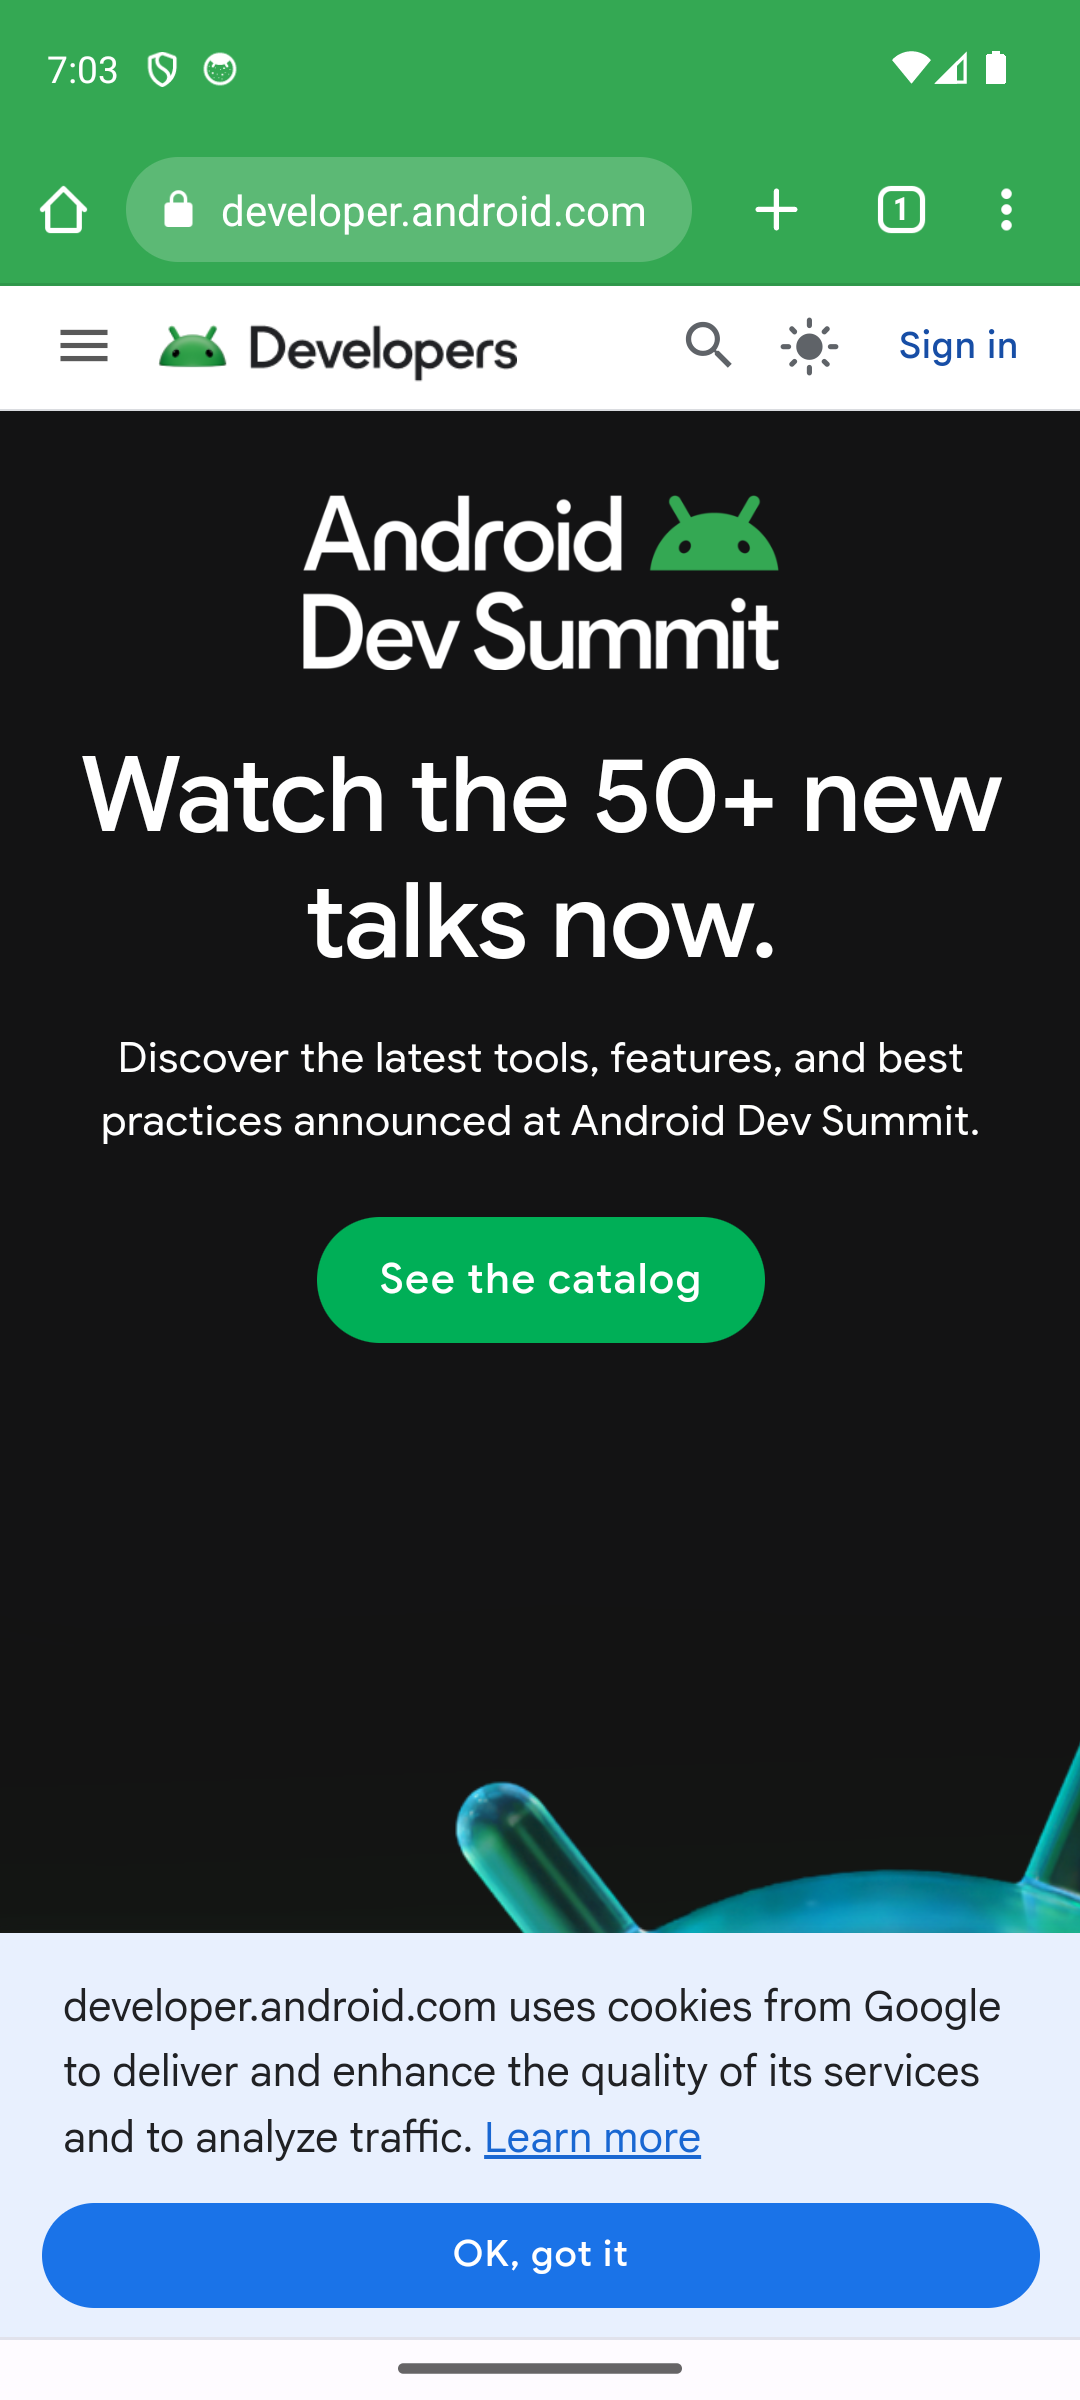 7:03
developer.android.com
1
Developers
Sign in
Android
Dev Summit
Watch the 50+ new
talks now.
Discover the latest tools, features, and best
practices announced at Android Dev Summit.
See the catalog
developer.android.com uses cookies from Google
to deliver and enhance the quality of its services
and to analyze traffic. Learn more
OK, got it